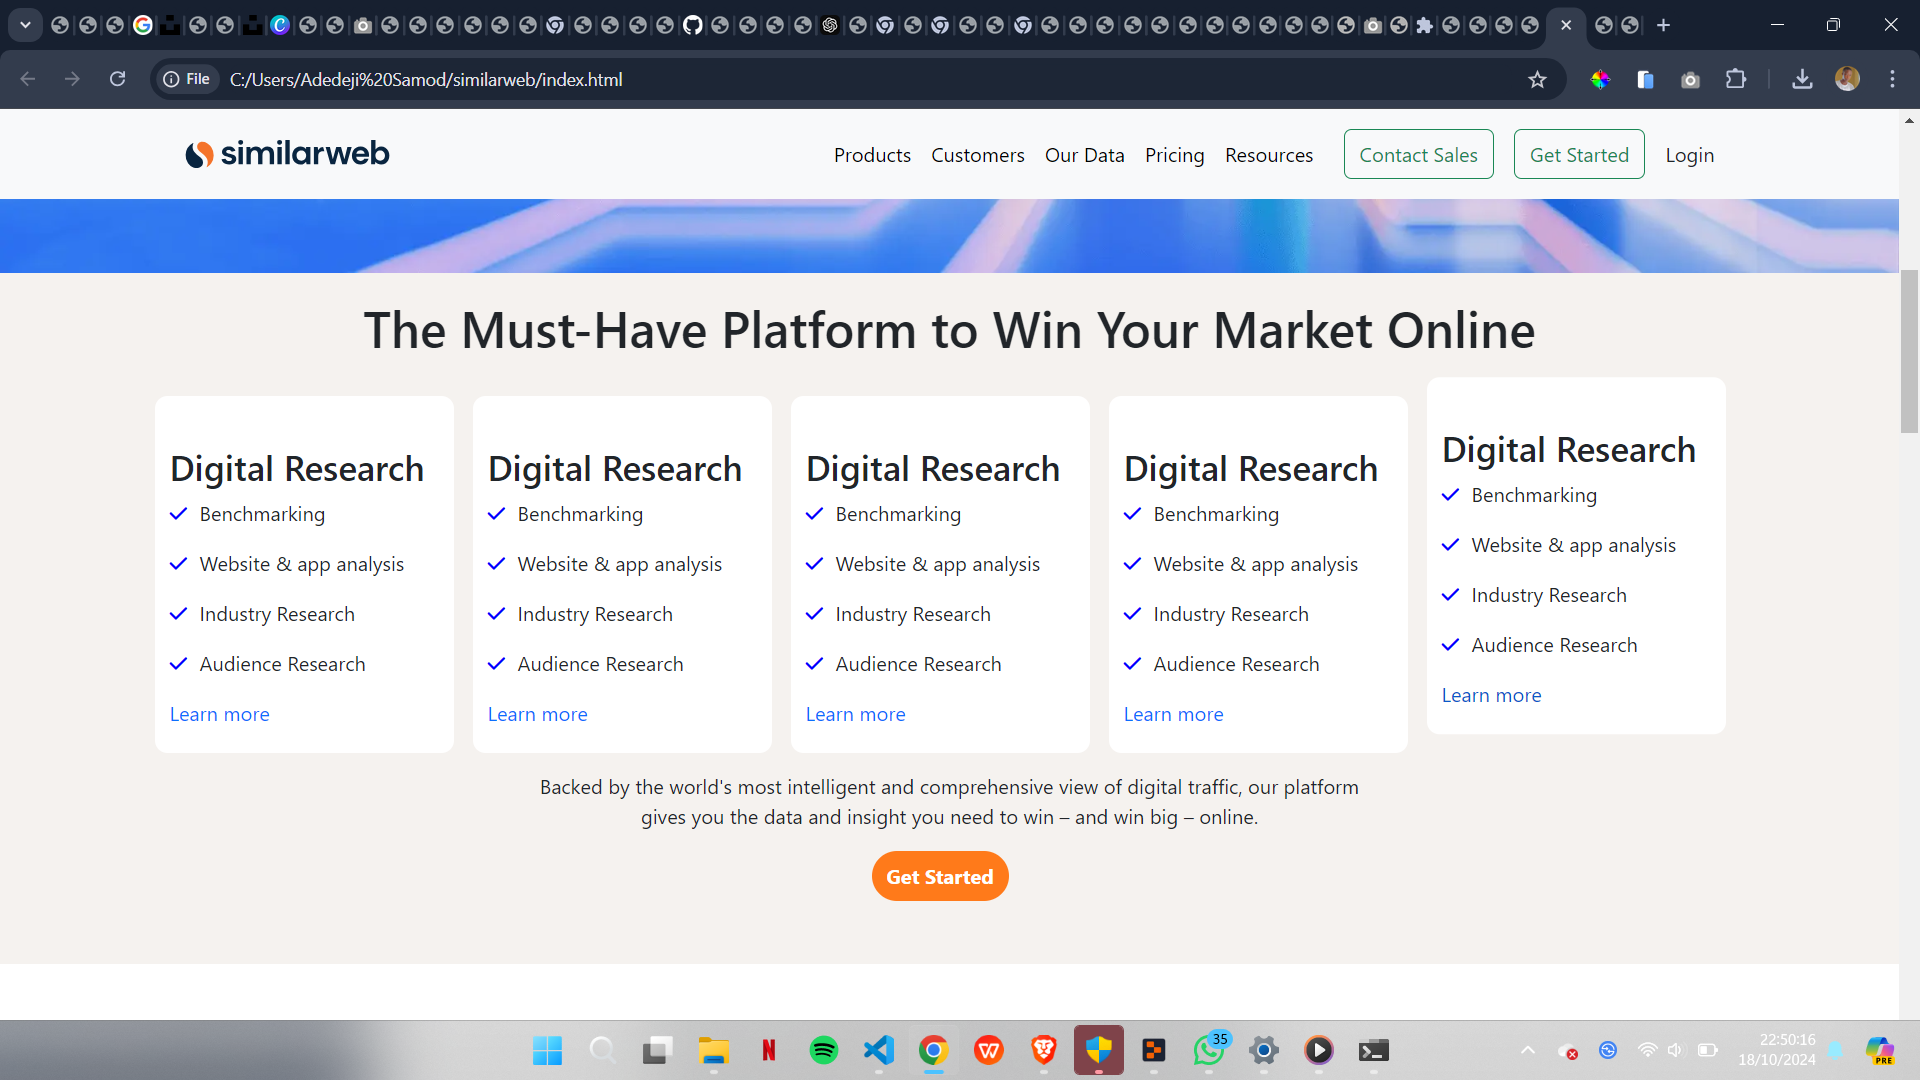 File
C:/Users/Adedeji%20Samod/similarweb/index.html
similarweb
Products
Customers
Our Data
Pricing
Resources
Contact Sales
Get Started
Login
The Must-Have Platform to Win Your Market Online
Digital Research
Benchmarking
Website & app analysis
Industry Research
Audience Research
Learn more
Digital Research
Benchmarking
Website & app analysis
Industry Research
Audience Research
Learn more
Digital Research
Benchmarking
Website & app analysis
Industry Research
Audience Research
Learn more
Digital Research
Benchmarking
Website & app analysis
Industry Research
Audience Research
Learn more
Digital Research
Benchmarking
Website & app analysis
Industry Research
Audience Research
Learn more
Backed by the world's most intelligent and comprehensive view of digital traffic, our platform
gives you the data and insight you need to win – and win big – online.
Get Started
35
22:50:16
18/10/2024
PRE